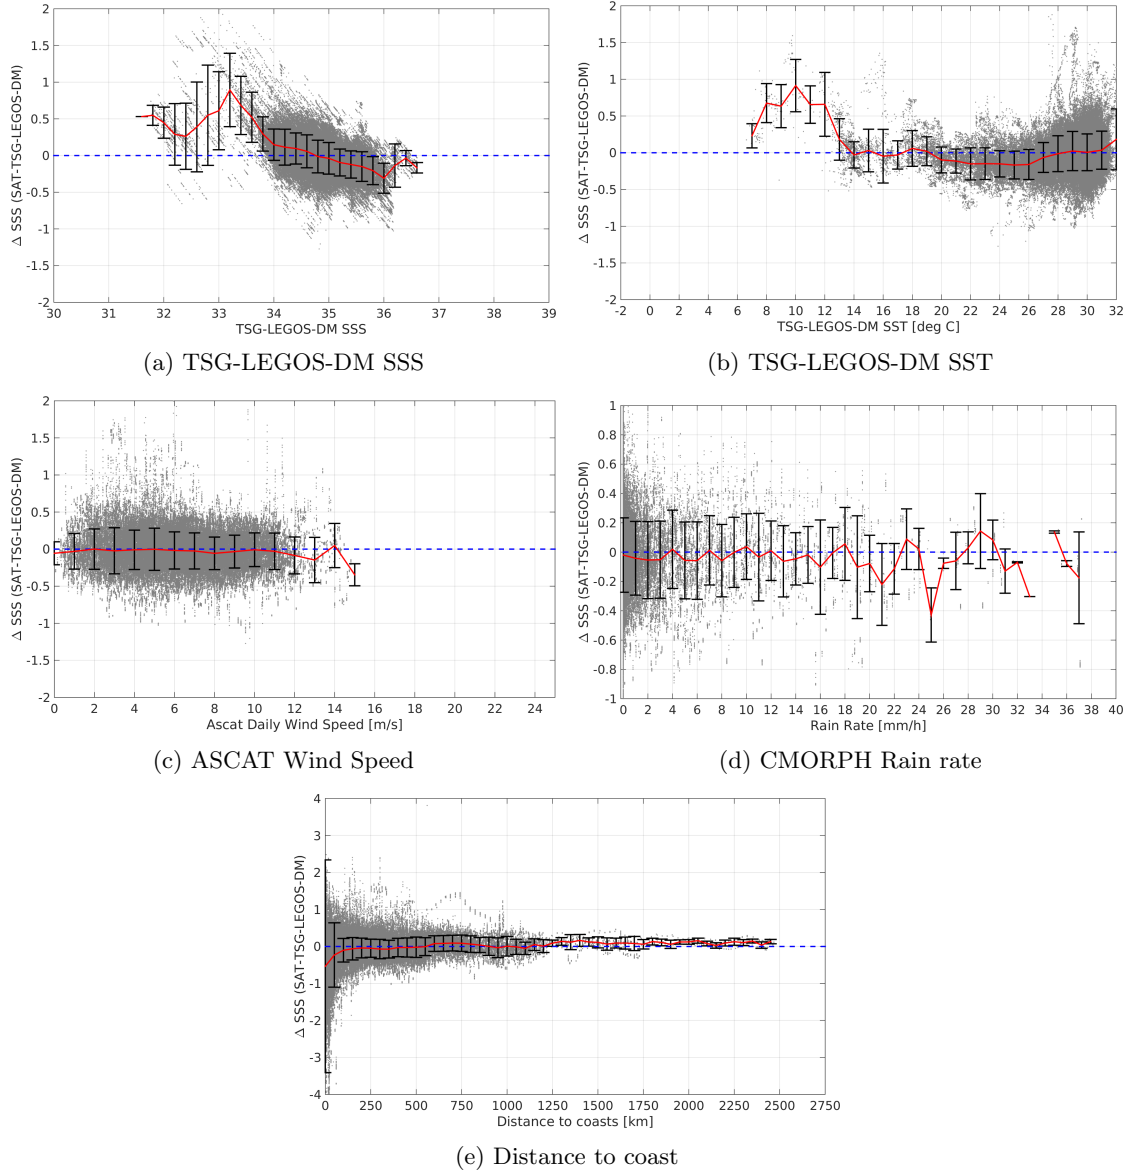 Δ SSS (SAT-TSG-LEGOS-DM)
2
1.5
1
0.5
0
-0.5
-1
-1.5
-2
30 31 32 33 34 35 36 37 38 39
TSG-LEGOS-DM SSS
(a) TSG-LEGOS-DM SSS
Δ SSS (SAT-TSG-LEGOS-DM)
2
1.5
1
0.5
0
-0.5
-1
-1.5
-2
-2 0 2 4 6 8 10 12 14 16 18 20 22 24 26 28 30 32
TSG-LEGOS-DM SST [deg C]
(b) TSG-LEGOS-DM SST
Δ SSS (SAT-TSG-LEGOS-DM)
2
1.5
1
0.5
0
-0.5
-1
-1.5
-2
0 2 4 6 8 10 12 14 16 18 20 22 24
Ascat Daily Wind Speed [m/s]
(c) ASCAT Wind Speed
Δ SSS (SAT-TSG-LEGOS-DM)
1
0.8
0.6
0.4
0.2
0
-0.2
-0.4
-0.6
-0.8
-1
0 2 4 6 8 10 12 14 16 18 20 22 24 26 28 30 32 34 36 38 40
Rain Rate [mm/h]
(d) CMORPH Rain rate
Δ SSS (SAT-TSG-LEGOS-DM)
4
3
2
1
0
-1
-2
-3
-4
0 250 500 750 1000 1250 1500 1750 2000 2250 2500 2750
Distance to coasts [km]
(e) Distance to coast